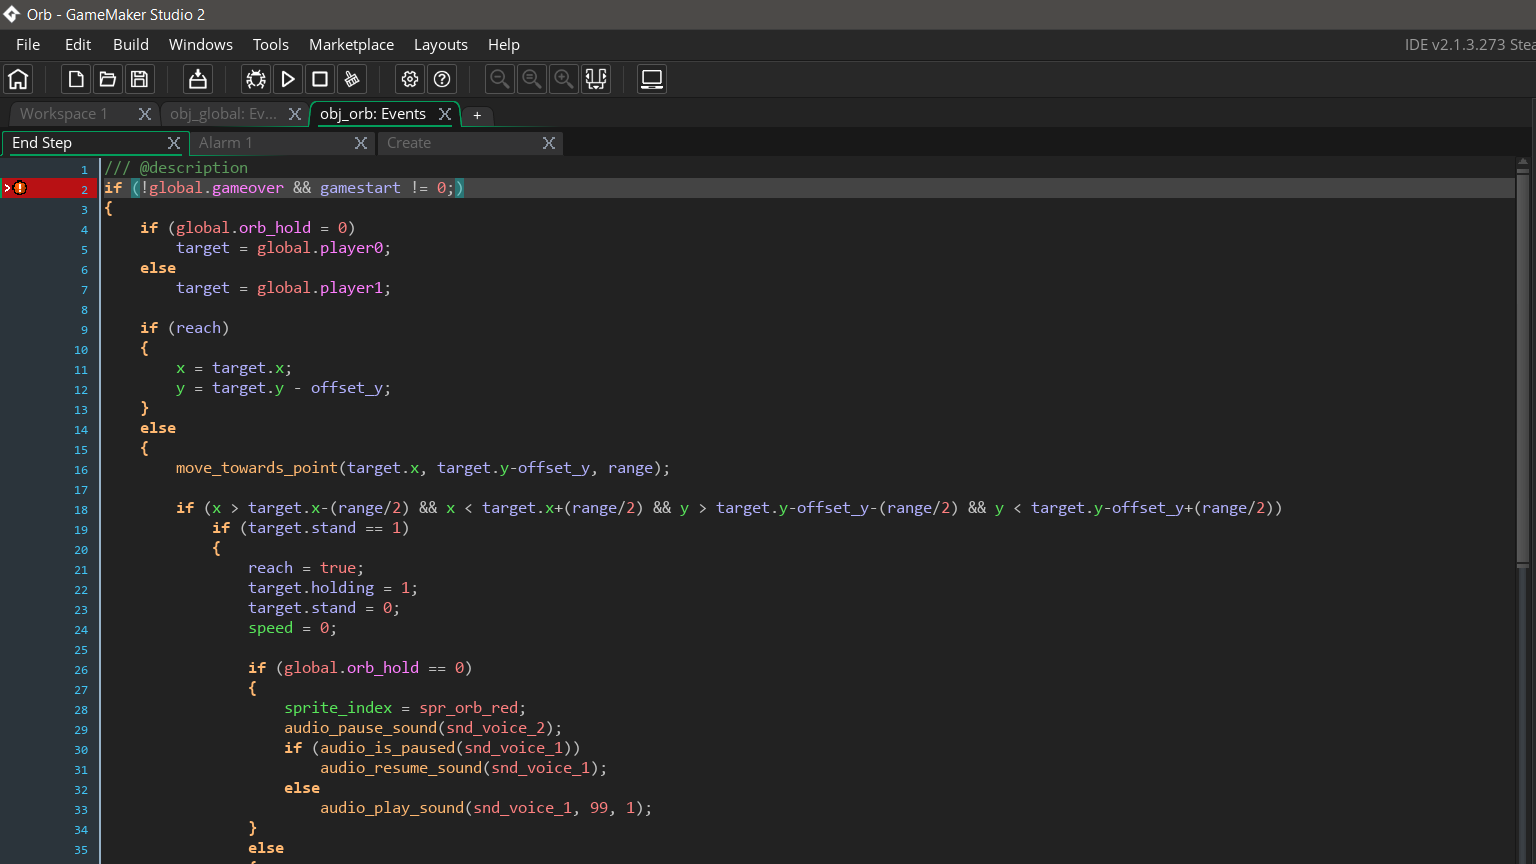 Orb - GameMaker Studio 2
File Edit Build Windows Tools Marketplace Layouts Help
IDE v2.1.3.273 Stea
Workspace 1 X obj_global: Ev... X obj_orb: Events X +
End Step X Alarm 1 X Create X
1 /// @description
2 if (!global.gameover && gamestart != 0;)
3 {
4 if (global.orb_hold = 0)
5 target = global.player0;
6 else
7 target = global.player1;
8
9 if (reach)
10 {
11 x = target.x;
12 y = target.y - offset_y;
13 }
14 else
15 {
16 move_towards_point(target.x, target.y-offset_y, range);
17
18 if (x > target.x-(range/2) && x < target.x+(range/2) && y > target.y-offset_y-(range/2) && y < target.y-offset_y+(range/2))
19 if (target.stand == 1)
20 {
21 reach = true;
22 target.holding = 1;
23 target.stand = 0;
24 speed = 0;
25
26 if (global.orb_hold == 0)
27 {
28 sprite_index = spr_orb_red;
29 audio_pause_sound(snd_voice_2);
30 if (audio_is_paused(snd_voice_1))
31 audio_resume_sound(snd_voice_1);
32 else
33 audio_play_sound(snd_voice_1, 99, 1);
34 }
35 else